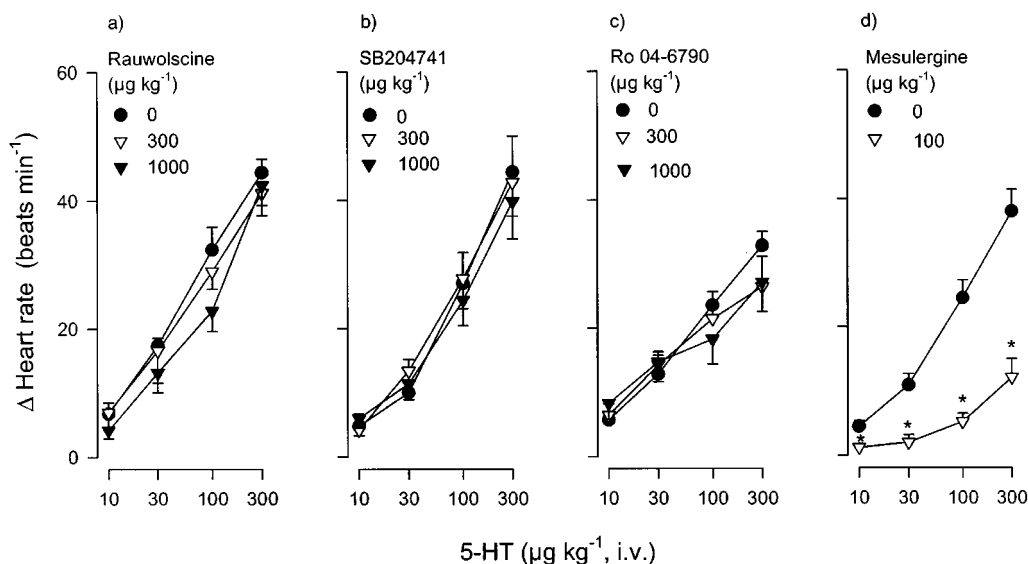 a)
Rauwolscine
(µg kg⁻¹)
0
300
1000
b)
SB204741
(µg kg⁻¹)
0
300
1000
c)
Ro 04-6790
(µg kg⁻¹)
0
300
1000
d)
Mesulergine
(µg kg⁻¹)
0
100
60
40
20
0
Δ Heart rate (beats min⁻¹)
* * * *
10 30 100 300
10 30 100 300
10 30 100 300
10 30 100 300
5-HT (µg kg⁻¹, i.v.)